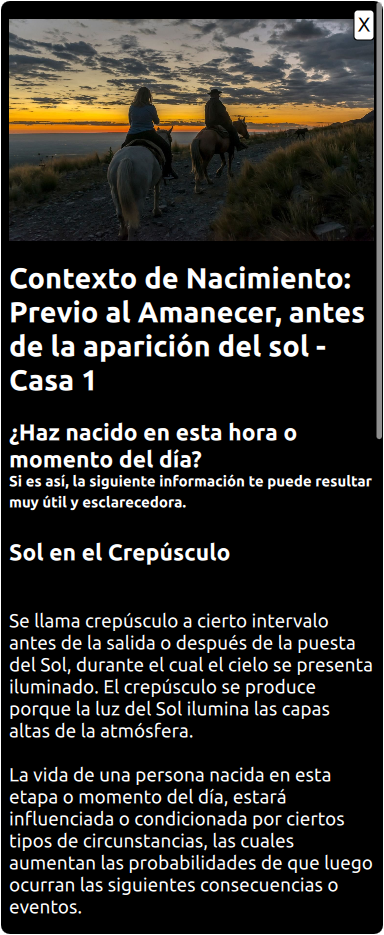 X
Contexto de Nacimiento:
Previo al Amanecer, antes
de la aparición del sol -
Casa 1
¿Haz nacido en esta hora o
momento del día?
Si es así, la siguiente información te puede resultar
muy útil y esclarecedora.
Sol en el Crepúsculo
Se llama crepúsculo a cierto intervalo
antes de la salida o después de la puesta
del Sol, durante el cual el cielo se presenta
iluminado. El crepúsculo se produce
porque la luz del Sol ilumina las capas
altas de la atmósfera.
La vida de una persona nacida en esta
etapa o momento del día, estará
influenciada o condicionada por ciertos
tipos de circunstancias, las cuales
aumentan las probabilidades de que luego
ocurran las siguientes consecuencias o
eventos.